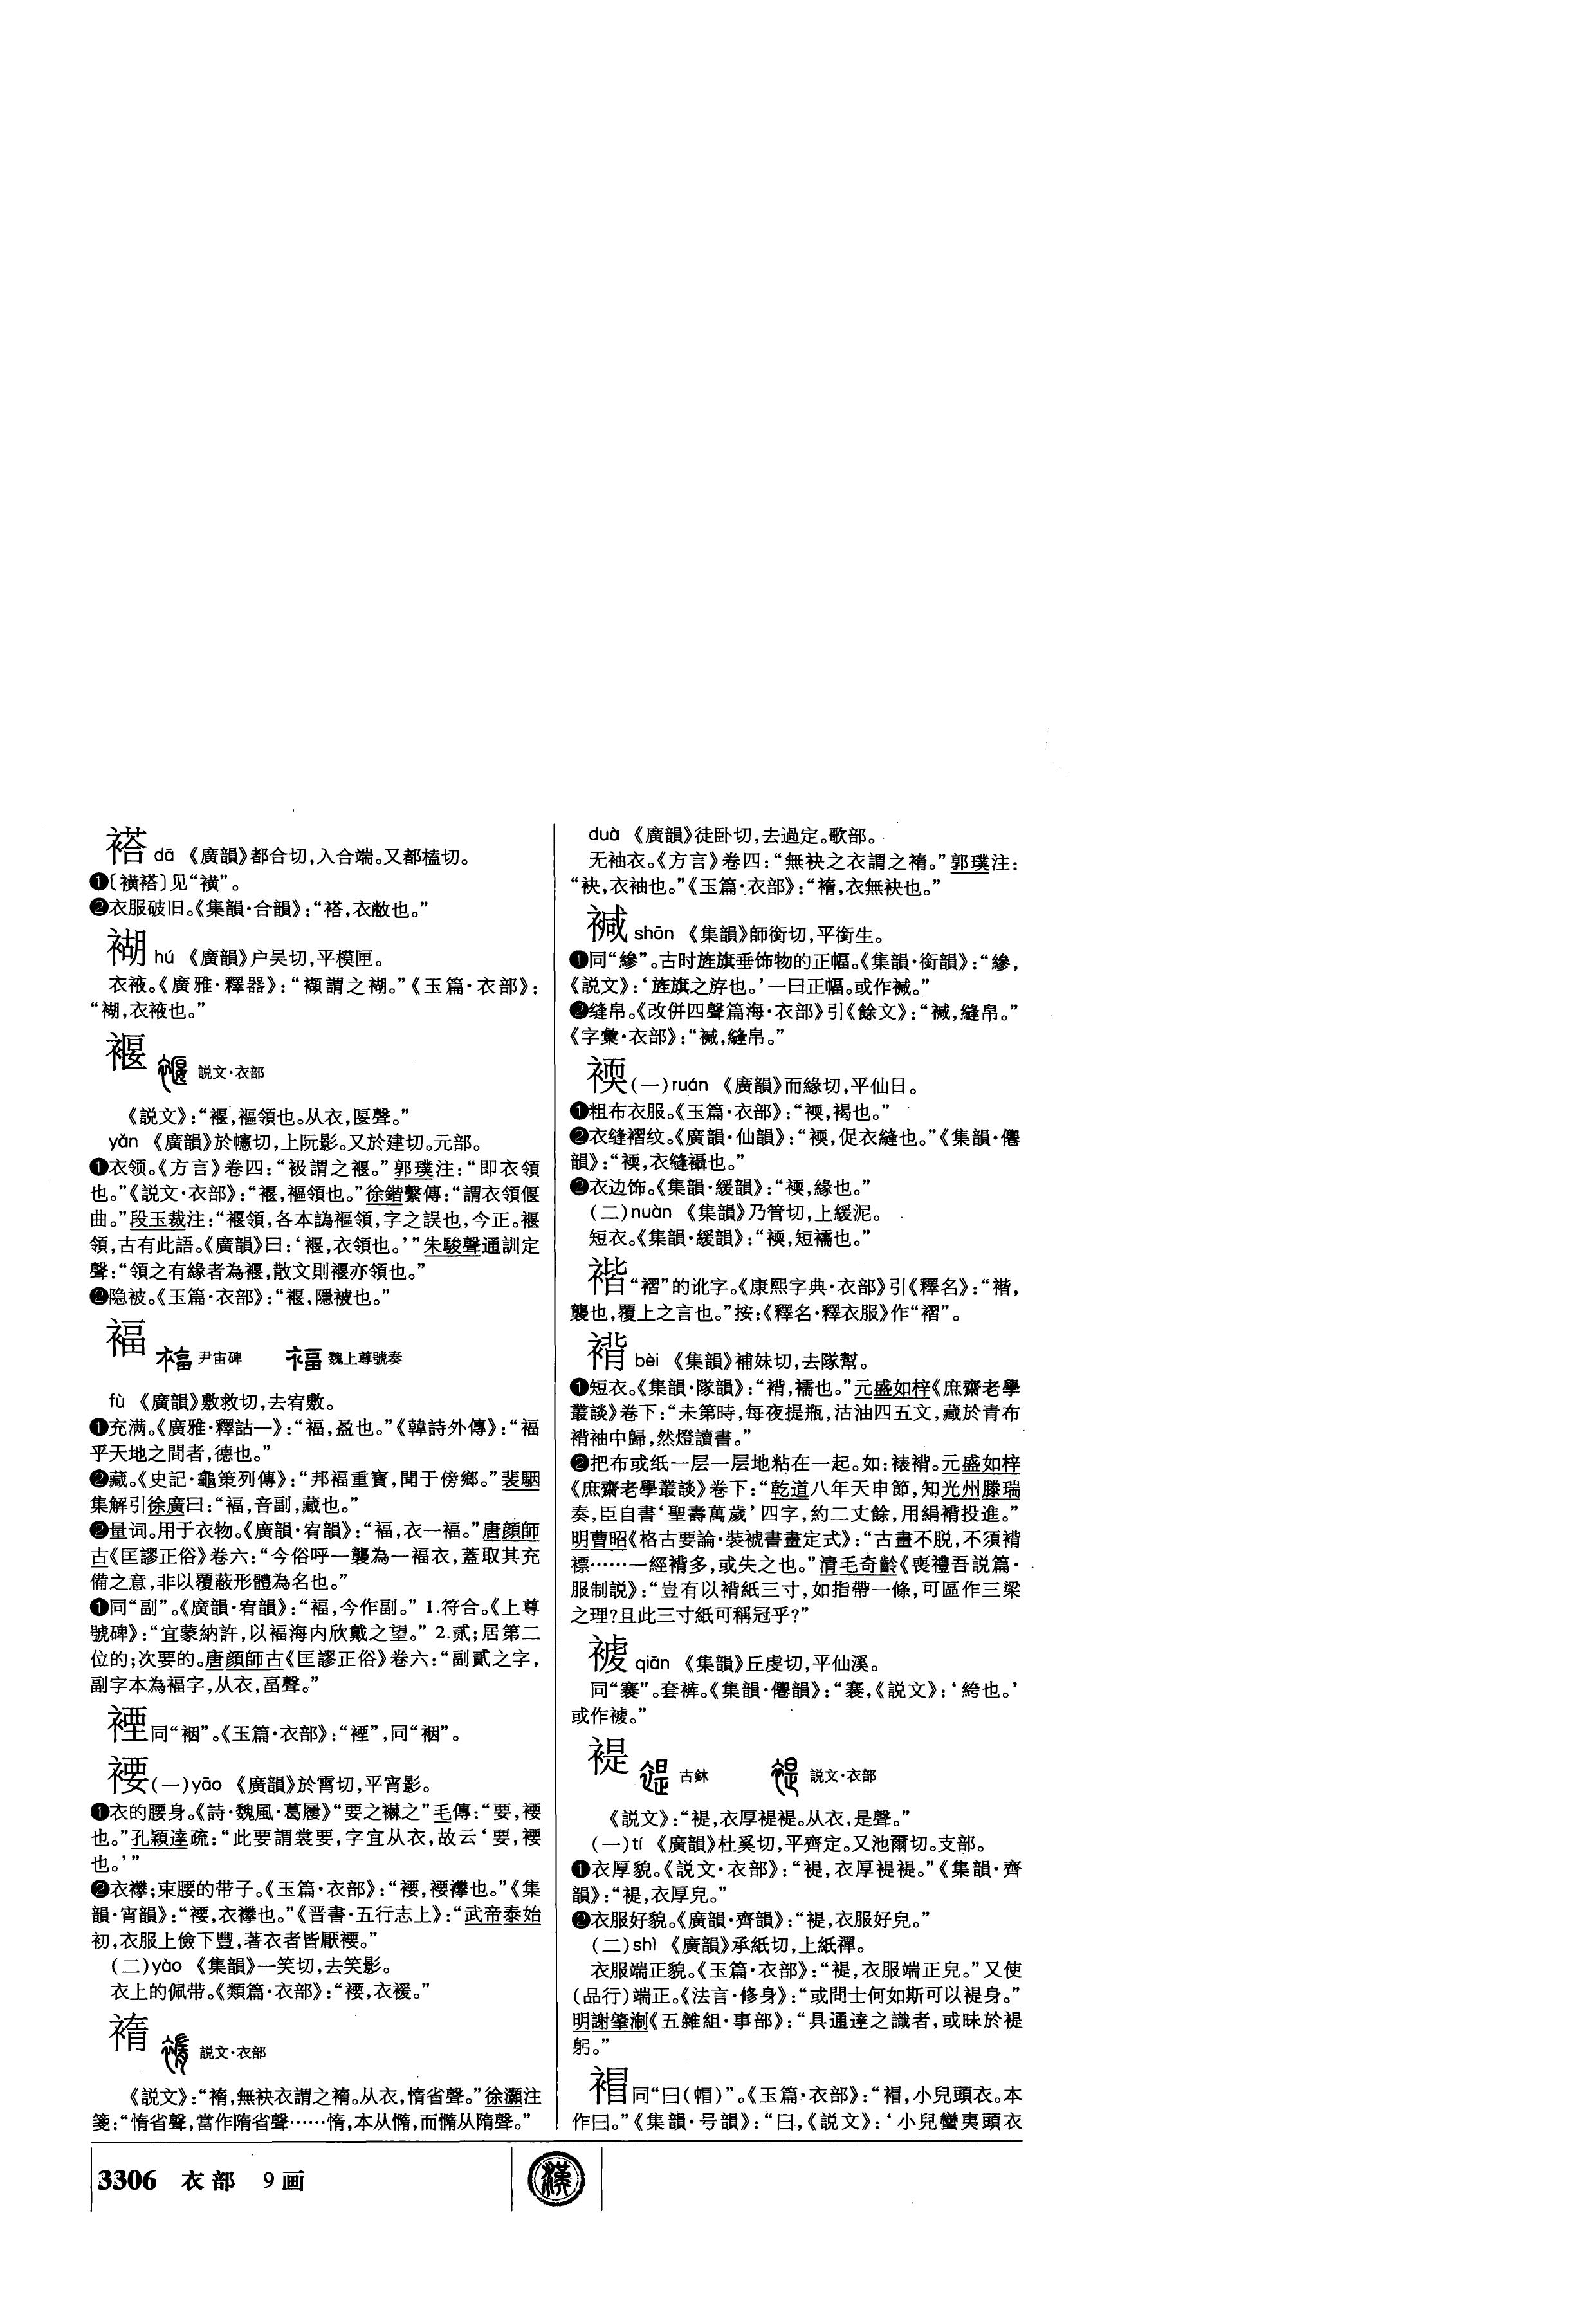 褡 dā 《廣韻》都合切,入合端。又都榼切。
❶〔襀褡〕见“襀”。
❷衣服破旧。《集韻·合韻》:“褡,衣敝也。”
䄮 hú 《廣韻》户吴切,平模匣。
衣裓。《廣雅·釋器》:“襭謂之䄮。”《玉篇·衣部》:
“䄮,衣裓也。”
褗 説文·衣部
《説文》:“褗,褔領也。从衣,匽聲。”
yǎn 《廣韻》於幰切,上阮影。又於建切。元部。
❶衣领。《方言》卷四:“衱謂之褗。”郭璞注:“即衣領
也。”《説文·衣部》:“褗,褔領也。”徐鍇繫傳:“謂衣領偃
曲。”段玉裁注:“褗領,各本譌褔領,字之誤也,今正。褗
領,古有此語。《廣韻》曰:‘褗,衣領也。’”朱駿聲通訓定
聲:“領之有緣者為褗,散文則褗亦領也。”
❷隐被。《玉篇·衣部》:“褗,隱被也。”
褔 尹宙碑 魏上尊號奏
fù 《廣韻》敷救切,去宥敷。
❶充满。《廣雅·釋詁一》:“褔,盈也。”《韓詩外傳》:“褔
乎天地之間者,德也。”
❷藏。《史記·龜策列傳》:“邦褔重寶,聞于傍鄉。”裴駰
集解引徐廣曰:“褔,音副,藏也。”
❷量词。用于衣物。《廣韻·宥韻》:“褔,衣一褔。”唐顔師
古《匡謬正俗》卷六:“今俗呼一襲為一褔衣,蓋取其充
備之意,非以覆蔽形體為名也。”
❶同“副”。《廣韻·宥韻》:“褔,今作副。” 1.符合。《上尊
號碑》:“宜蒙納許,以褔海内欣戴之望。” 2.贰;居第二
位的;次要的。唐顔師古《匡謬正俗》卷六:“副貳之字,
副字本為褔字,从衣,畐聲。”
䄄同“裀”。《玉篇·衣部》:“䄄”,同“裀”。
褑(一)yāo 《廣韻》於霄切,平宵影。
❶衣的腰身。《詩·魏風·葛屨》“要之襋之”毛傳:“要,䙅
也。”孔穎達疏:“此要謂裳要,字宜从衣,故云‘要,䙅
也。’”
❷衣襻;束腰的带子。《玉篇·衣部》:“䙅,䙅襻也。”《集
韻·宵韻》:“䙅,衣襻也。”《晋書·五行志上》:“武帝泰始
初,衣服上儉下豐,著衣者皆厭䙅。”
(二)yào 《集韻》一笑切,去笑影。
衣上的佩带。《類篇·衣部》:“䙅,衣褑。”
褍 説文·衣部
《説文》:“䙐,無袂衣謂之䙐。从衣,惰省聲。”徐灝注
箋:“惰省聲,當作隋省聲……惰,本从憜,而憜从隋聲。”
duà 《廣韻》徒卧切,去過定。歌部。
无袖衣。《方言》卷四:“無袂之衣謂之䙐。”郭璞注:
“袂,衣袖也。”《玉篇·衣部》:“䙐,衣無袂也。”
䙎 shān 《集韻》師銜切,平銜生。
❶同“縿”。古时旌旗垂饰物的正幅。《集韻·銜韻》:“縿,
《説文》:‘旌旗之斿也。’一曰正幅。或作䙎。”
❷缝帛。《改併四聲篇海·衣部》引《餘文》:“䙎,縫帛。”
《字彙·衣部》:“䙎,縫帛。”
䙇(一)ruán 《廣韻》而緣切,平仙日。
❶粗布衣服。《玉篇·衣部》:“䙇,褐也。”
❷衣缝褶纹。《廣韻·仙韻》:“䙇,促衣縫也。”《集韻·僊
韻》:“䙇,衣縫襵也。”
❷衣边饰。《集韻·緩韻》:“䙇,緣也。”
(二)nuàn 《集韻》乃管切,上緩泥。
短衣。《集韻·緩韻》:“䙇,短襦也。”
䙈“褶”的讹字。《康熙字典·衣部》引《釋名》:“䙈,
襲也,覆上之言也。”按:《釋名·釋衣服》作“褶”。
褙 bèi 《集韻》補妹切,去隊幫。
❶短衣。《集韻·隊韻》:“褙,襦也。”元盛如梓《庶齋老學
叢談》卷下:“未第時,每夜提瓶,沽油四五文,藏於青布
褙袖中歸,然燈讀書。”
❷把布或纸一层一层地粘在一起。如:裱褙。元盛如梓
《庶齋老學叢談》卷下:“乾道八年天申節,知光州滕瑞
奏,臣自書‘聖壽萬歲’四字,約二丈餘,用絹褙投進。”
明曹昭《格古要論·裝褫書畫定式》:“古畫不脱,不須褙
褾……一經褙多,或失之也。”清毛奇齡《喪禮吾説篇·
服制説》:“豈有以褙紙三寸,如指帶一條,可區作三梁
之理?且此三寸紙可稱冠乎?”
䙁 qiān 《集韻》丘虔切,平仙溪。
同“褰”。套裤。《集韻·僊韻》:“褰,《説文》:‘絝也。’
或作䙁。”
褆 古鉨 説文·衣部
《説文》:“褆,衣厚褆褆。从衣,是聲。”
(一)tí 《廣韻》杜奚切,平齊定。又池爾切。支部。
❶衣厚貌。《説文·衣部》:“褆,衣厚褆褆。”《集韻·齊
韻》:“褆,衣厚皃。”
❷衣服好貌。《廣韻·齊韻》:“褆,衣服好皃。”
(二)shì 《廣韻》承紙切,上紙禪。
衣服端正貌。《玉篇·衣部》:“褆,衣服端正皃。”又使
(品行)端正。《法言·修身》:“或問士何如斯可以褆身。”
明謝肇淛《五雜組·事部》:“具通達之識者,或昧於褆
躬。”
䙃同“冃(帽)”。《玉篇·衣部》:“䙃,小兒頭衣。本
作冃。”《集韻·号韻》:“冃,《説文》:‘小兒蠻夷頭衣
3306 衣部 9画
漢